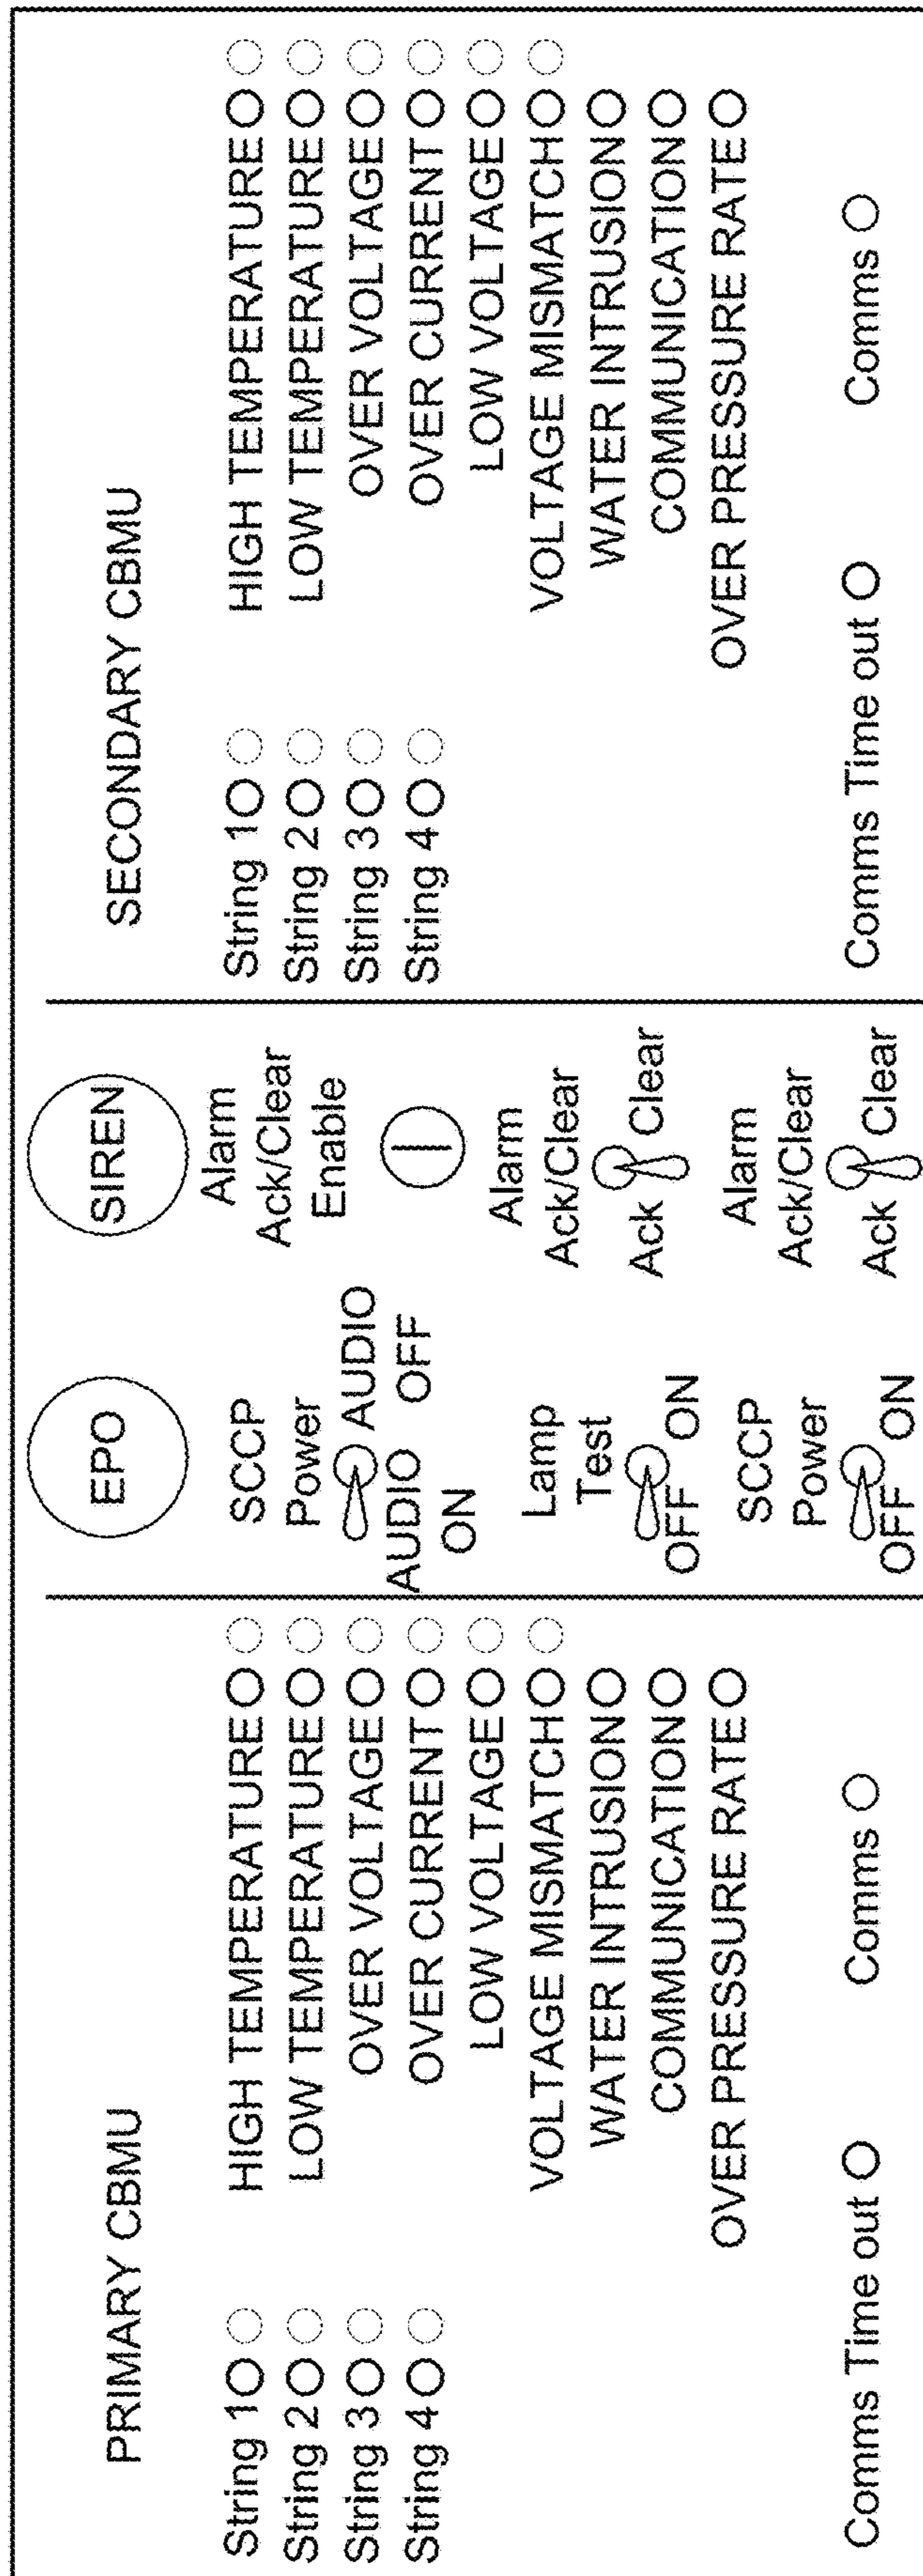 PRIMARY CBMU
String 1
String 2
String 3
String 4
HIGH TEMPERATURE
LOW TEMPERATURE
OVER VOLTAGE
OVER CURRENT
LOW VOLTAGE
VOLTAGE MISMATCH
WATER INTRUSION
COMMUNICATION
OVER PRESSURE RATE
Comms Time out
Comms
EPO
SCCP
Power
AUDIO
ON
AUDIO
OFF
Lamp
Test
OFF
ON
SCCP
Power
OFF
ON
SIREN
Alarm
Ack/Clear
Enable
Alarm
Ack/Clear
Ack
Clear
Alarm
Ack/Clear
Ack
Clear
SECONDARY CBMU
String 1
String 2
String 3
String 4
HIGH TEMPERATURE
LOW TEMPERATURE
OVER VOLTAGE
OVER CURRENT
LOW VOLTAGE
VOLTAGE MISMATCH
WATER INTRUSION
COMMUNICATION
OVER PRESSURE RATE
Comms Time out
Comms